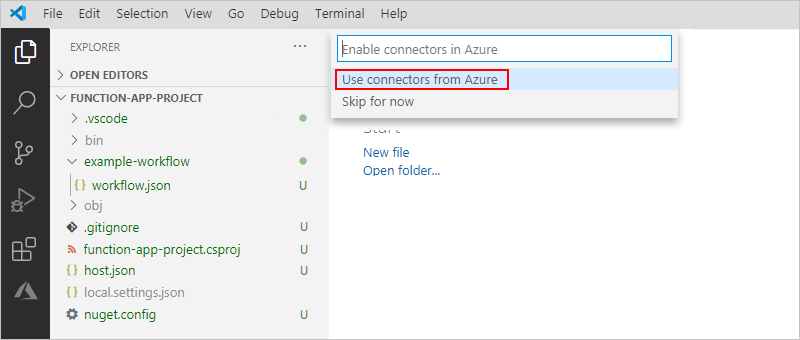 File Edit Selection View Go Debug Terminal Help
EXPLORER
OPEN EDITORS
FUNCTION-APP-PROJECT
.vscode
bin
example-workflow
{} workflow.json U
obj
.gitignore U
function-app-project.csproj U
{} host.json U
{} local.settings.json
nuget.config U
Enable connectors in Azure
Use connectors from Azure
Skip for now
Start
New file
Open folder...